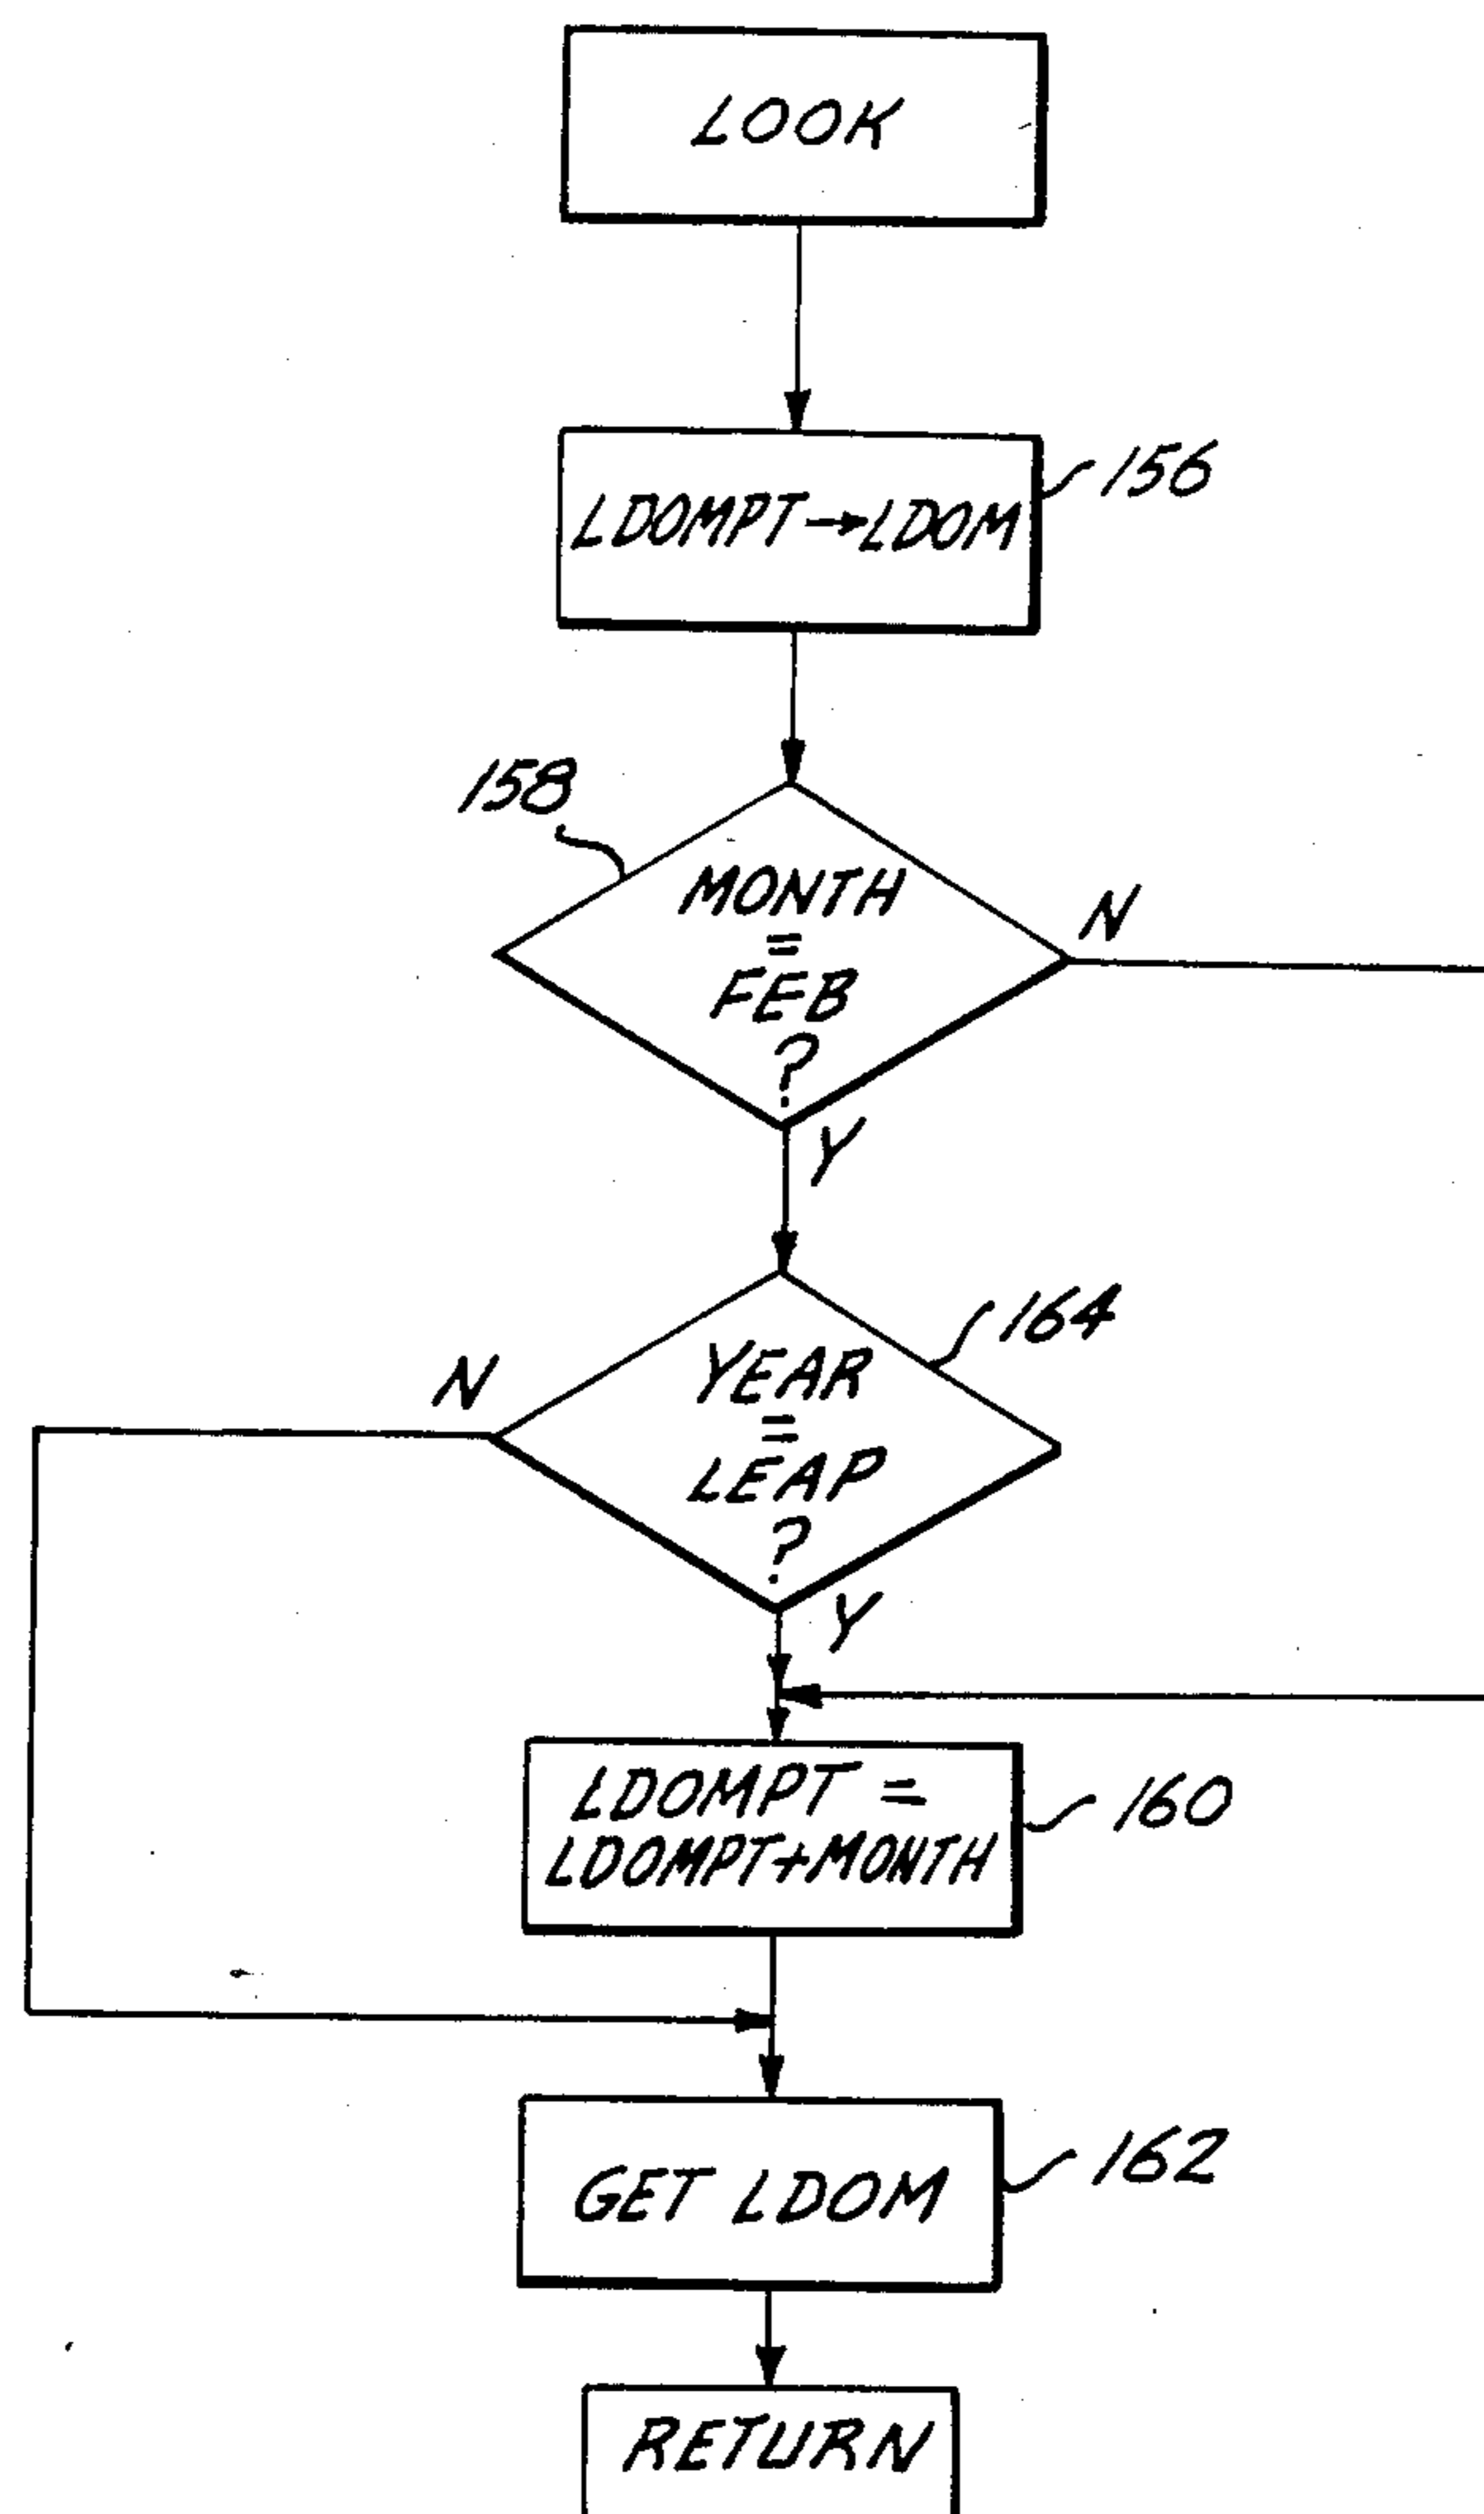 LOOK
LDOMPT→LDOM
156
158
MONTH
=
FEB
?
N
Y
164
YEAR
=
LEAP
?
N
Y
LDOMPT =
LDOMPT+MONTH
160
GET LDOM
162
RETURN